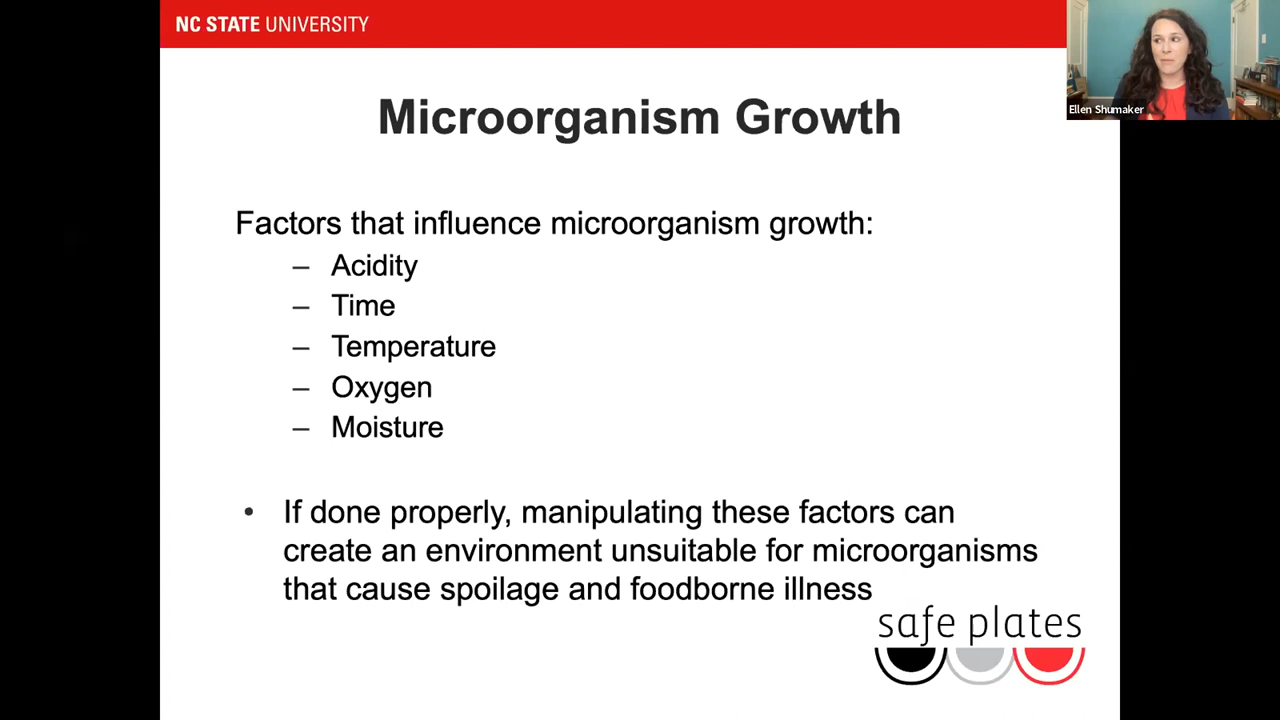 NC STATE UNIVERSITY
Ellen Shumaker
Microorganism Growth
Factors that influence microorganism growth:
– Acidity
– Time
– Temperature
– Oxygen
– Moisture
• If done properly, manipulating these factors can
create an environment unsuitable for microorganisms
that cause spoilage and foodborne illness
safe plates